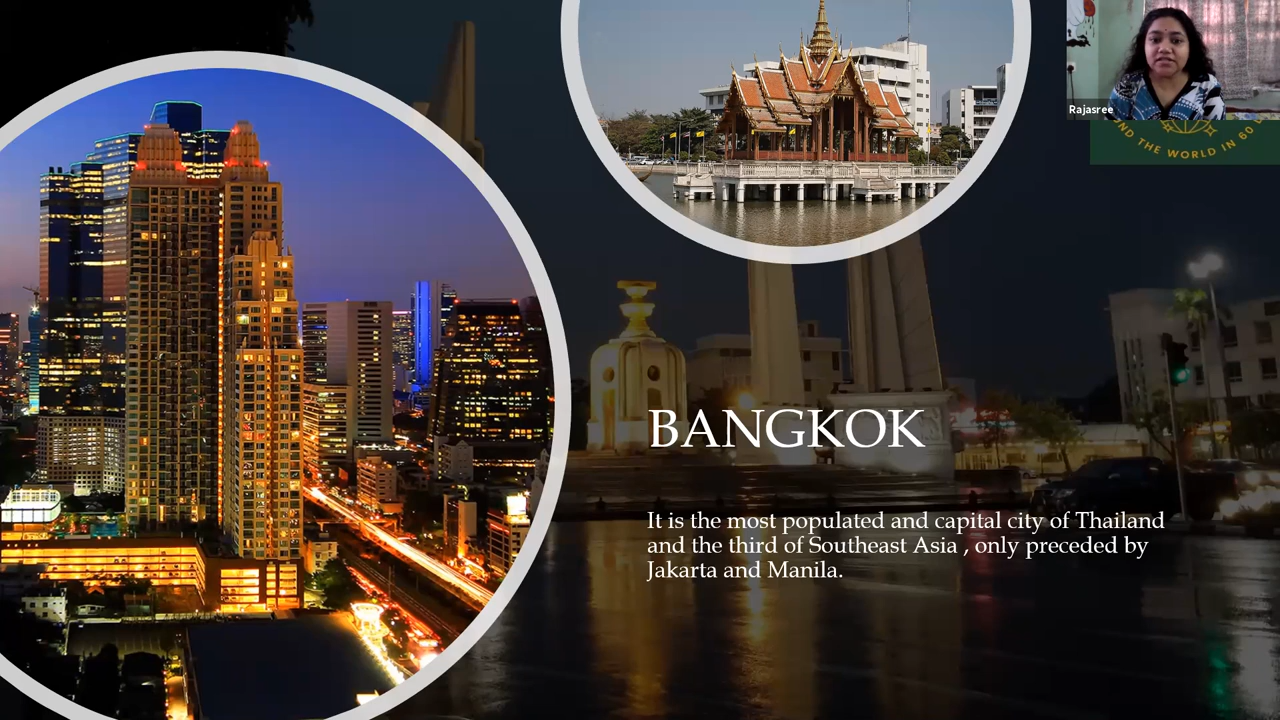 Rajasree
ND THE WORLD IN 60
BANGKOK
It is the most populated and capital city of Thailand
and the third of Southeast Asia , only preceded by
Jakarta and Manila.